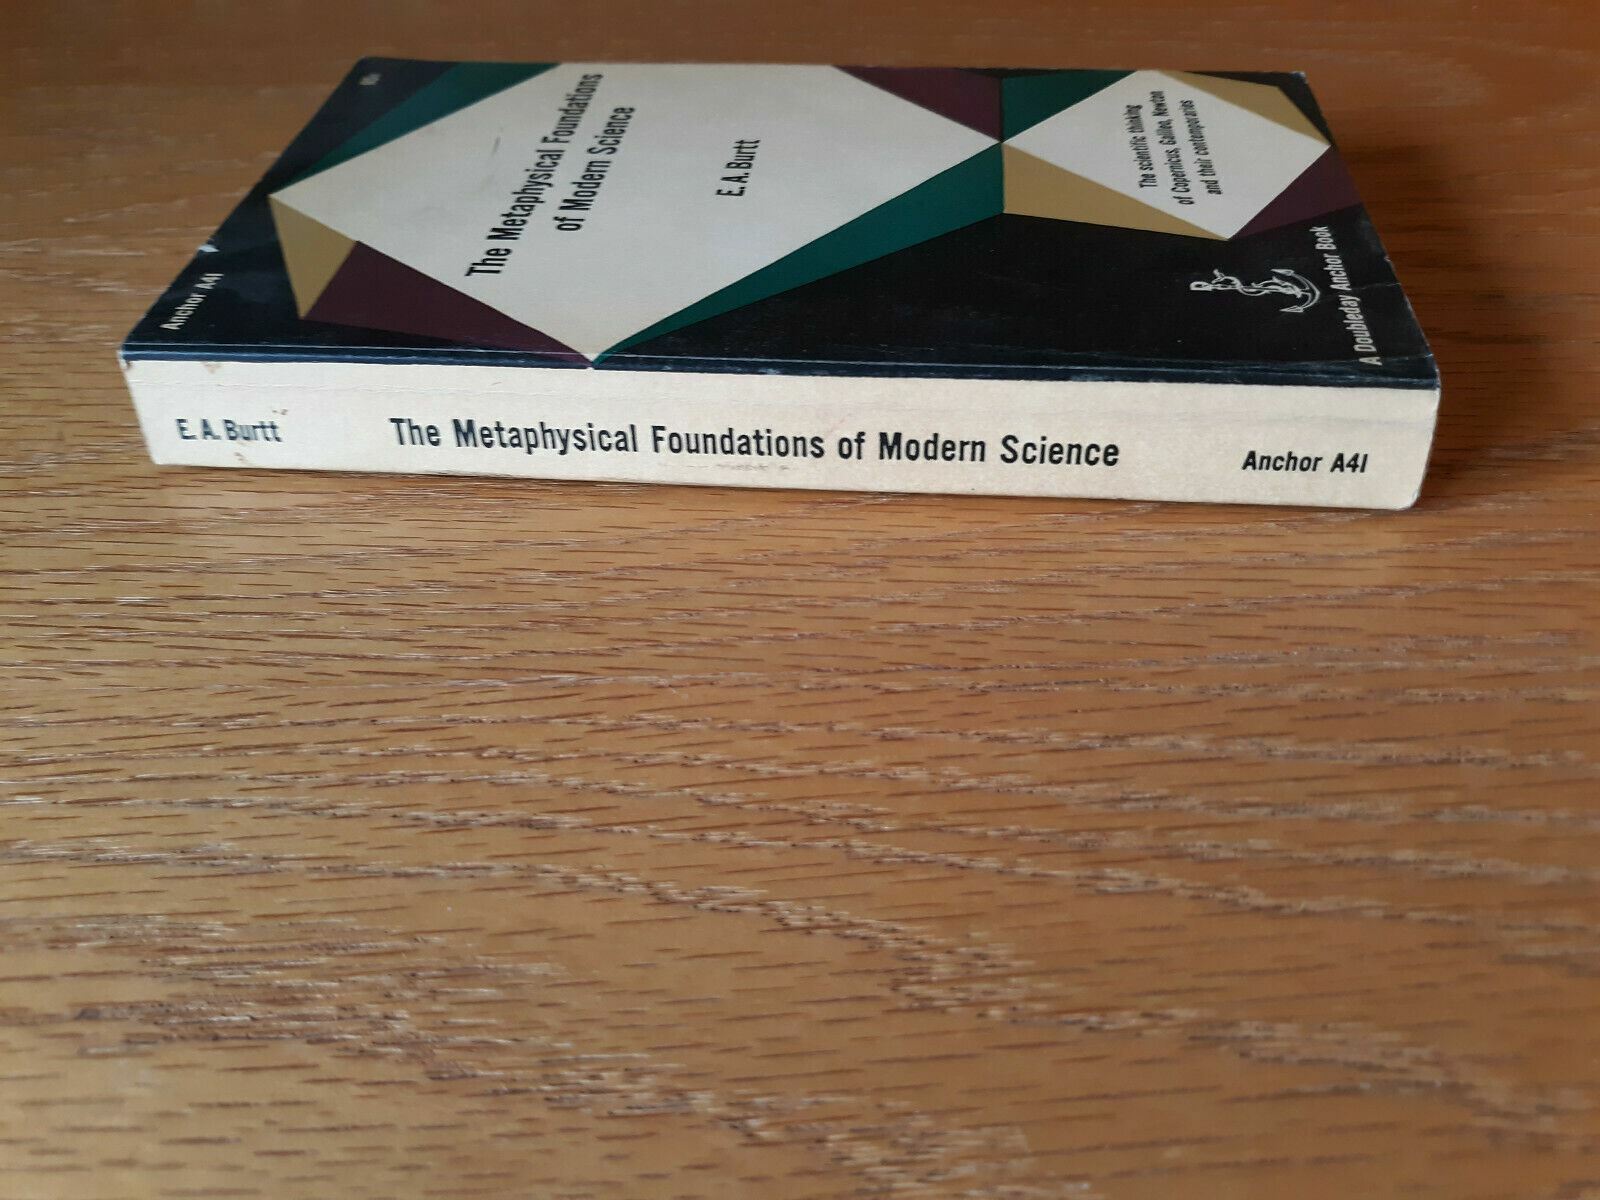 The Metaphysical Foundations
of Modern Science
E. A. Burtt
The scientific thinking
of Copernicus, Galileo, Newton
and their contemporaries
Anchor A41
A Doubleday Anchor Book
E. A. Burtt
The Metaphysical Foundations of Modern Science
Anchor A41